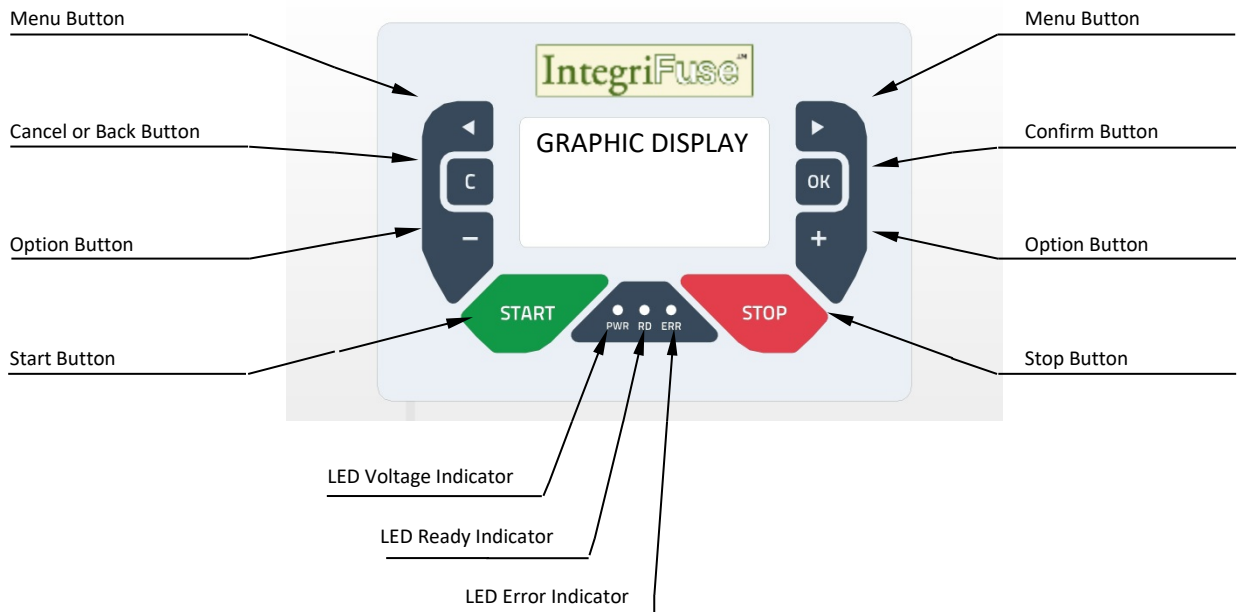 Menu Button
Menu Button
IntegriFuse™
Cancel or Back Button
GRAPHIC DISPLAY
Confirm Button
C
OK
Option Button
−
+
Option Button
START
PWR RD ERR
STOP
Start Button
Stop Button
LED Voltage Indicator
LED Ready Indicator
LED Error Indicator